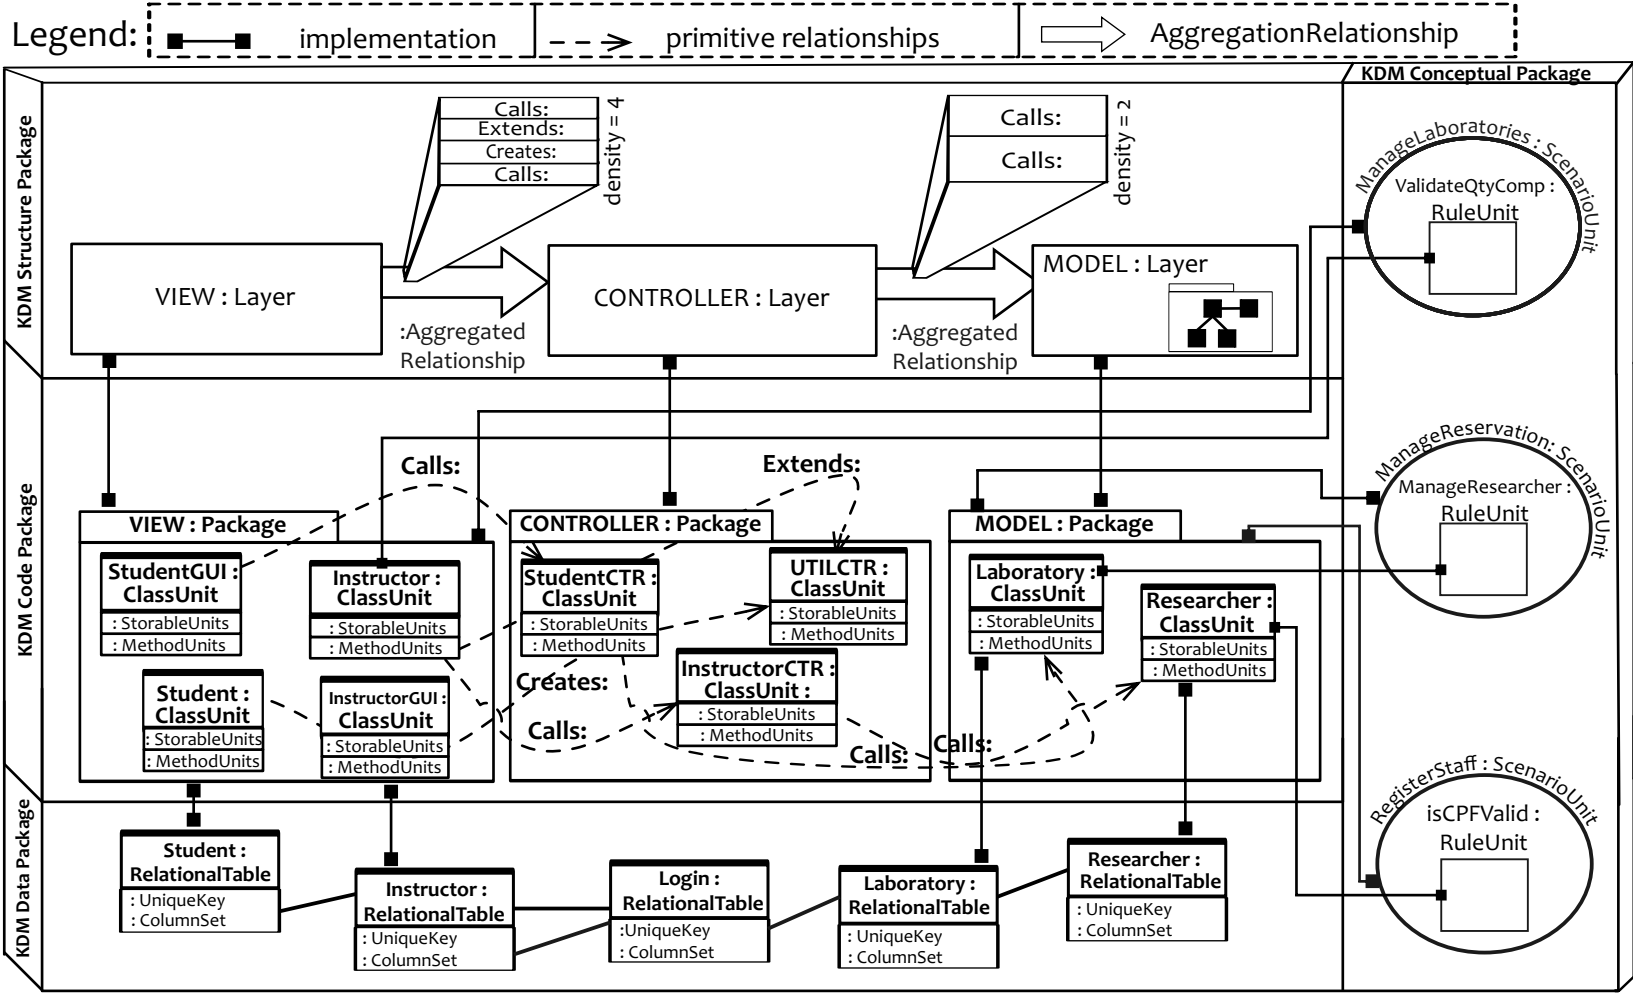 Legend:
implementation
primitive relationships
AggregationRelationship
KDM Conceptual Package
KDM Structure Package
Calls:
Extends:
Creates:
Calls:
density = 4
Calls:
Calls:
density = 2
VIEW : Layer
:Aggregated
Relationship
CONTROLLER : Layer
:Aggregated
Relationship
MODEL : Layer
ManageLaboratories : ScenarioUnit
ValidateQtyComp :
RuleUnit
KDM Code Package
Calls:
Extends:
VIEW : Package
CONTROLLER : Package
MODEL : Package
StudentGUI :
ClassUnit
: StorableUnits
: MethodUnits
Instructor :
ClassUnit
: StorableUnits
: MethodUnits
StudentCTR :
ClassUnit
: StorableUnits
: MethodUnits
UTILCTR :
ClassUnit
: StorableUnits
: MethodUnits
Laboratory :
ClassUnit
: StorableUnits
: MethodUnits
Researcher :
ClassUnit
: StorableUnits
: MethodUnits
Student :
ClassUnit
: StorableUnits
: MethodUnits
InstructorGUI :
ClassUnit
: StorableUnits
: MethodUnits
Creates:
Calls:
InstructorCTR :
ClassUnit :
: StorableUnits
: MethodUnits
Calls:
Calls:
ManageReservation: ScenarioUnit
ManageResearcher :
RuleUnit
KDM Data Package
Student :
RelationalTable
: UniqueKey
: ColumnSet
Instructor :
RelationalTable
: UniqueKey
: ColumnSet
Login :
RelationalTable
:UniqueKey
: ColumnSet
Laboratory :
RelationalTable
: UniqueKey
: ColumnSet
Researcher :
RelationalTable
: UniqueKey
: ColumnSet
RegisterStaff : ScenarioUnit
isCPFValid :
RuleUnit